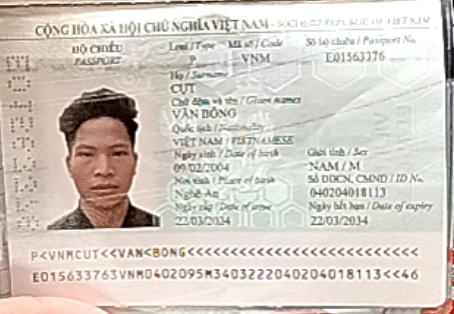 CỘNG HÒA XÃ HỘI CHỦ NGHĨA VIỆT NAM - SOCIALIST REPUBLIC OF VIET NAM
HỘ CHIẾU Loại / Type Mã số / Code Số hộ chiếu / Passport No.
PASSPORT P VNM E01563376
Họ / Surname
CUT
Chữ đệm và tên / Given names
VĂN BÔNG
Quốc tịch / Nationality
VIỆT NAM / VIETNAMESE
Ngày sinh / Date of birth Giới tính / Sex
09/02/2004 NAM / M
Nơi sinh / Place of birth Số ĐDCN, CMND / ID No.
Nghệ An 040204018113
Ngày cấp / Date of issue Ngày hết hạn / Date of expiry
22/03/2034 22/03/2034
P<VNMCUT<<VAN<BONG<<<<<<<<<<<<<<<<<<<<<<<<<<
E015633763VNM0402095M3403222040204018113<<46